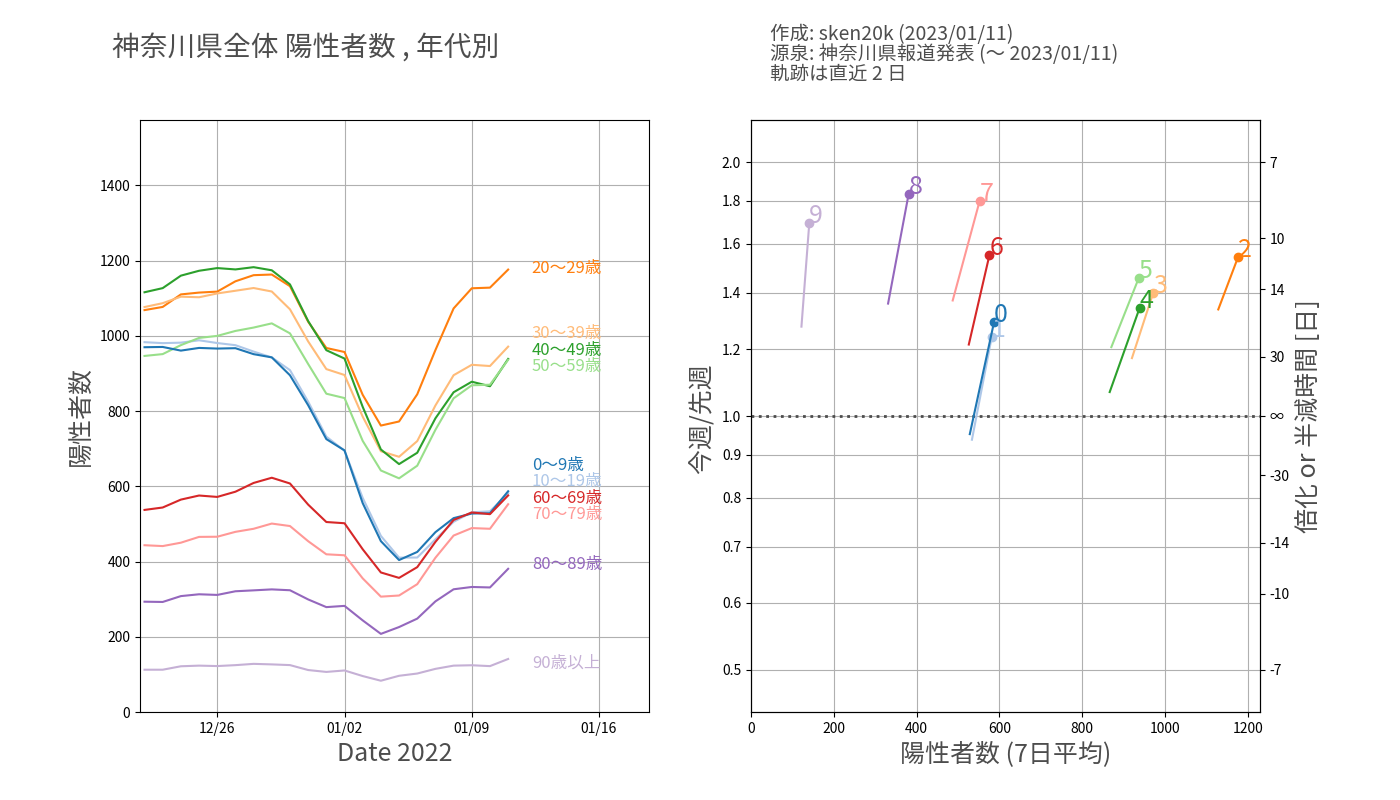 神奈川県全体 陽性者数 , 年代別
作成: sken20k (2023/01/11)
源泉: 神奈川県報道発表 (〜 2023/01/11)
軌跡は直近 2 日
陽性者数
1400
1200
1000
800
600
400
200
0
20〜29歳
30〜39歳
40〜49歳
50〜59歳
0〜9歳
10〜19歳
60〜69歳
70〜79歳
80〜89歳
90歳以上
12/26
01/02
01/09
01/16
Date 2022
今週/先週
2.0
1.8
1.6
1.4
1.2
1.0
0.9
0.8
0.7
0.6
0.5
9
8
7
6
0
1
5
3
4
2
7
10
14
30
∞
-30
-14
-10
-7
倍化 or 半減時間 [日]
0
200
400
600
800
1000
1200
陽性者数 (7日平均)